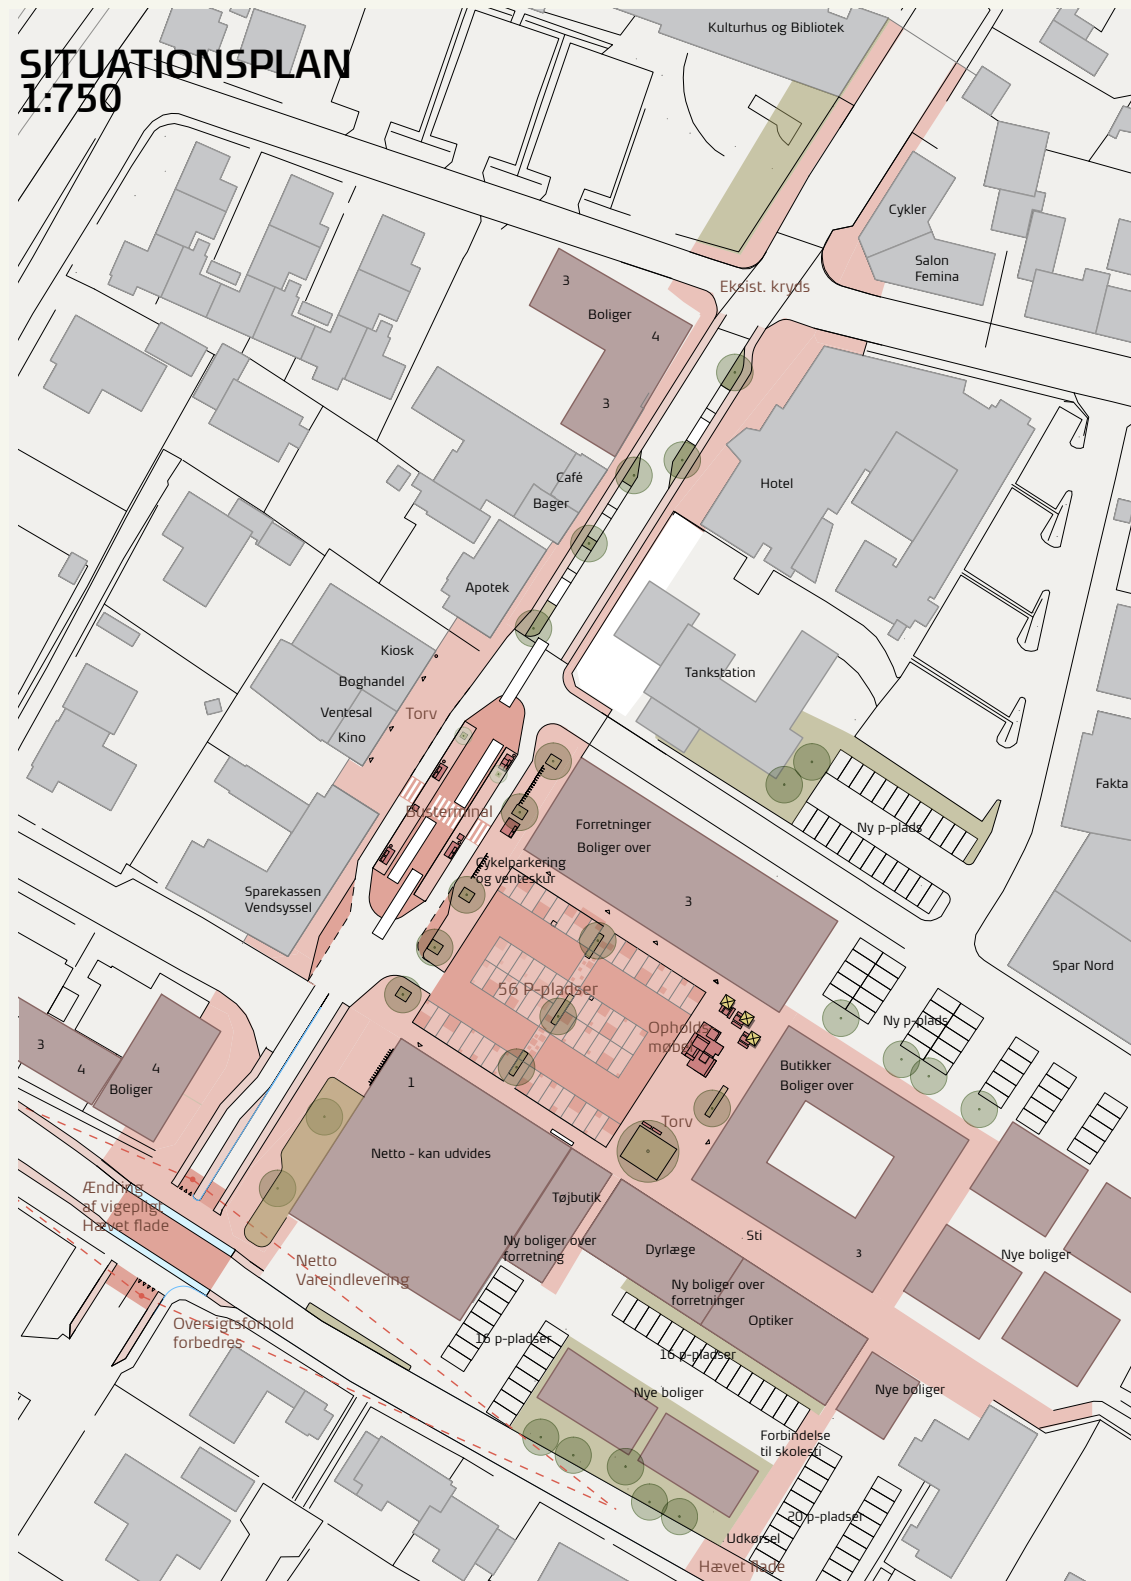 SITUATIONSPLAN
1:750
Kulturhus og Bibliotek
Cykler
Salon
Femina
Eksist. kryds
3
Boliger
4
3
Café
Bager
Hotel
Apotek
Kiosk
Boghandel
Ventesal
Kino
Torv
Tankstation
Fakta
Busterminal
Forretninger
Boliger over
Ny p-plads
Cykelparkering
og venteskur
Sparekassen
Vendsyssel
3
Spar Nord
56 P-pladser
Ny p-plads
Opholds
møbel
3
4
4
Boliger
1
Butikker
Boliger over
Torv
Netto - kan udvides
Ændring
af vigepligt
Hævet flade
Tøjbutik
Ny boliger over
forretning
Dyrlæge
Sti
3
Nye boliger
Netto
Vareindlevering
Ny boliger over
forretninger
Optiker
Oversigtsforhold
forbedres
16 p-pladser
16 p-pladser
Nye boliger
Nye boliger
Forbindelse
til skolesti
20 p-pladser
Udkørsel
Hævet flade